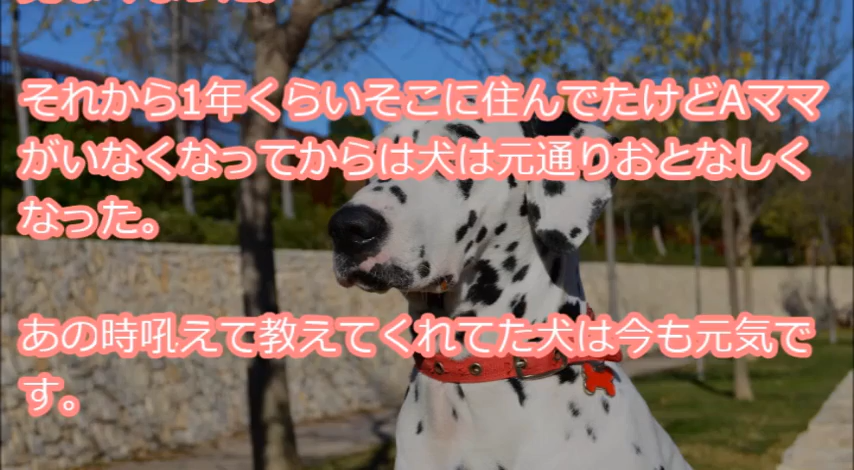 それから1年くらいそこに住んでたけどAママ
がいなくなってからは犬は元通りおとなしく
なった。
あの時吼えて教えてくれてた犬は今も元気で
す。